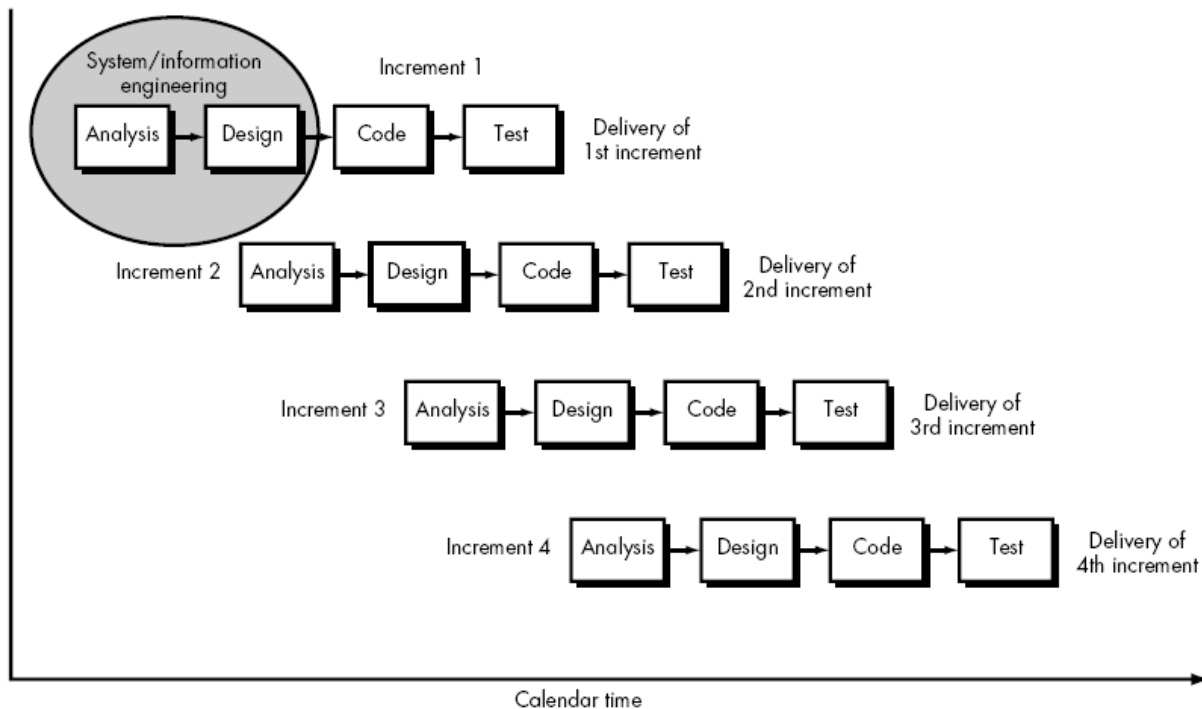 System/information
engineering
Increment 1
Analysis
Design
Code
Test
Delivery of
1st increment
Increment 2
Analysis
Design
Code
Test
Delivery of
2nd increment
Increment 3
Analysis
Design
Code
Test
Delivery of
3rd increment
Increment 4
Analysis
Design
Code
Test
Delivery of
4th increment
Calendar time